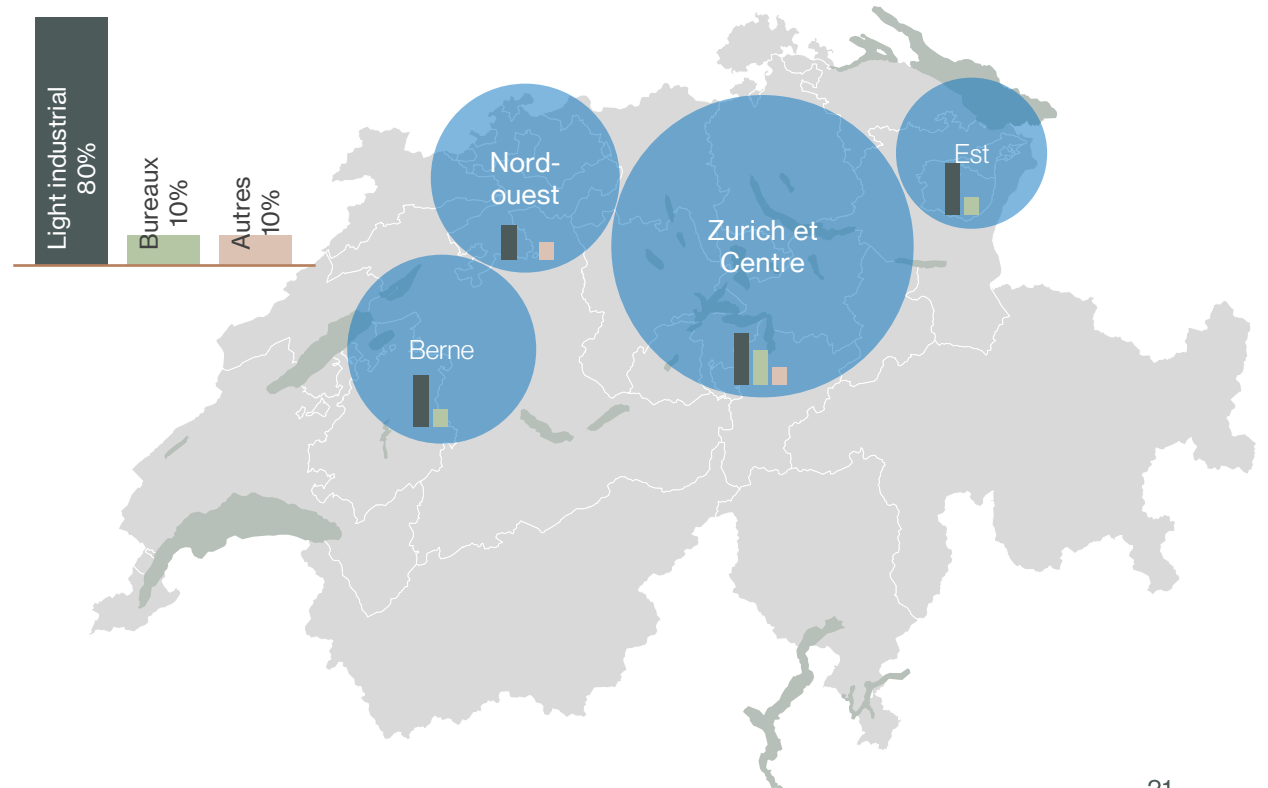 Light industrial
80%
Bureaux
10%
Autres
10%
Nord-
ouest
Zurich et
Centre
Est
Berne